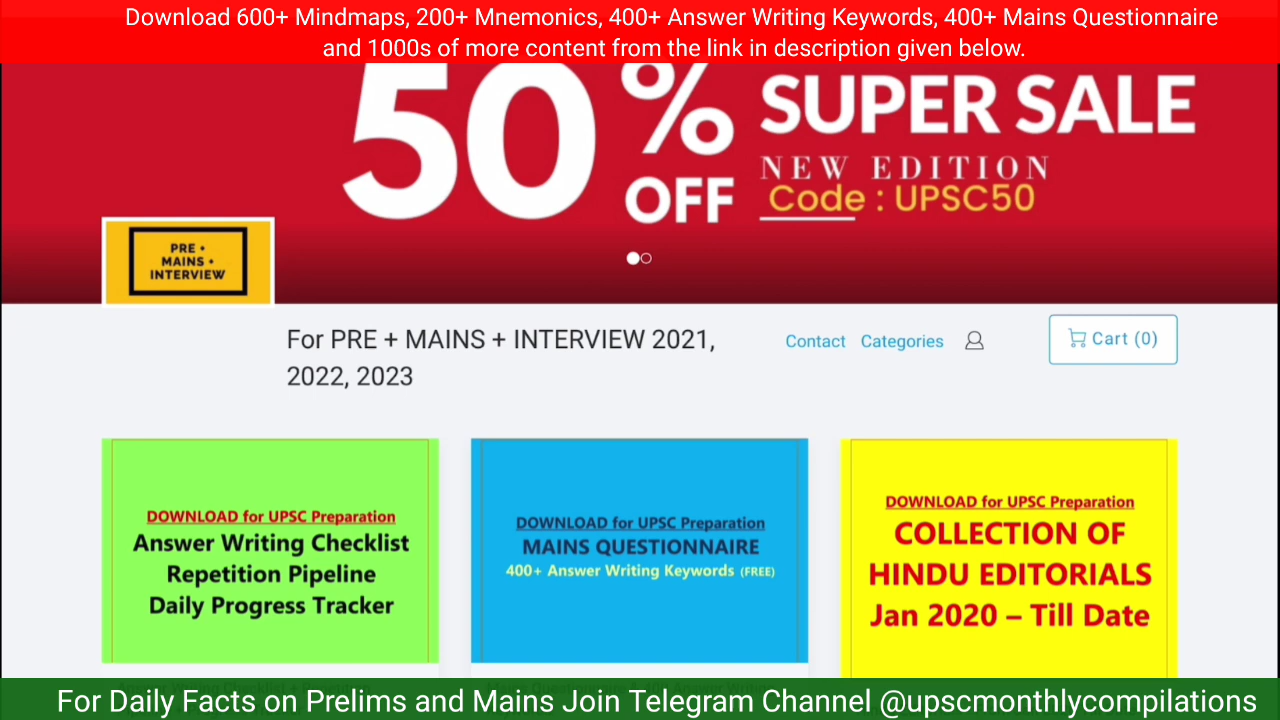 Download 600+ Mindmaps, 200+ Mnemonics, 400+ Answer Writing Keywords, 400+ Mains Questionnaire
and 1000s of more content from the link in description given below.
50% OFF
SUPER SALE
NEW EDITION
Code : UPSC50
PRE +
MAINS +
INTERVIEW
For PRE + MAINS + INTERVIEW 2021,
2022, 2023
Contact Categories Cart (0)
DOWNLOAD for UPSC Preparation
Answer Writing Checklist
Repetition Pipeline
Daily Progress Tracker
DOWNLOAD for UPSC Preparation
MAINS QUESTIONNAIRE
400+ Answer Writing Keywords (FREE)
DOWNLOAD for UPSC Preparation
COLLECTION OF
HINDU EDITORIALS
Jan 2020 – Till Date
For Daily Facts on Prelims and Mains Join Telegram Channel @upscmonthlycompilations